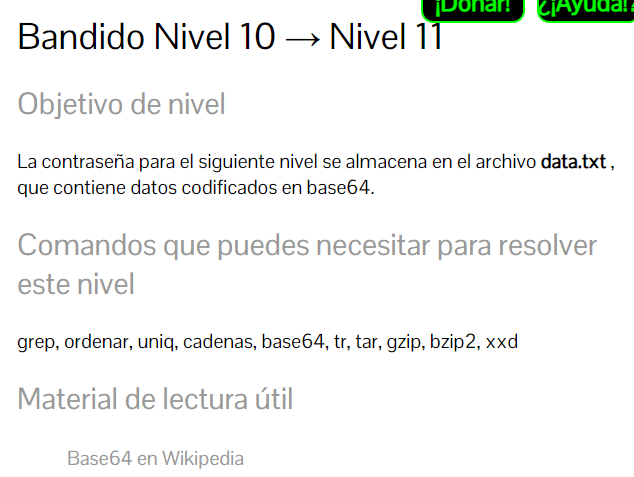 ¡Donar! ¿¡Ayuda!?
Bandido Nivel 10 → Nivel 11
Objetivo de nivel
La contraseña para el siguiente nivel se almacena en el archivo data.txt ,
que contiene datos codificados en base64.
Comandos que puedes necesitar para resolver
este nivel
grep, ordenar, uniq, cadenas, base64, tr, tar, gzip, bzip2, xxd
Material de lectura útil
Base64 en Wikipedia